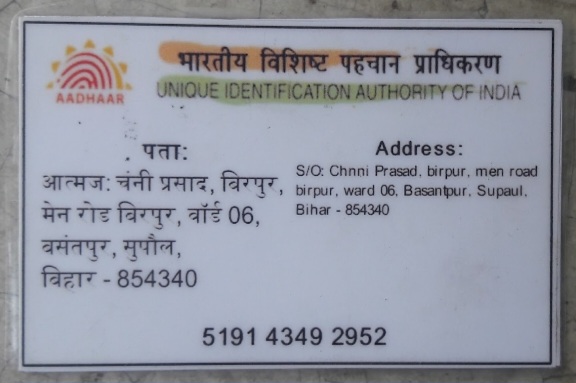 भारतीय विशिष्ट पहचान प्राधिकरण
AADHAAR
UNIQUE IDENTIFICATION AUTHORITY OF INDIA
पता:
आत्मज: चंनी प्रसाद, विरपुर,
मेन रोड विरपुर, वॉर्ड 06,
वसंतपुर, सुपौल,
विहार - 854340
Address:
S/O: Chnni Prasad, birpur, men road
birpur, ward 06, Basantpur, Supaul,
Bihar - 854340
5191 4349 2952